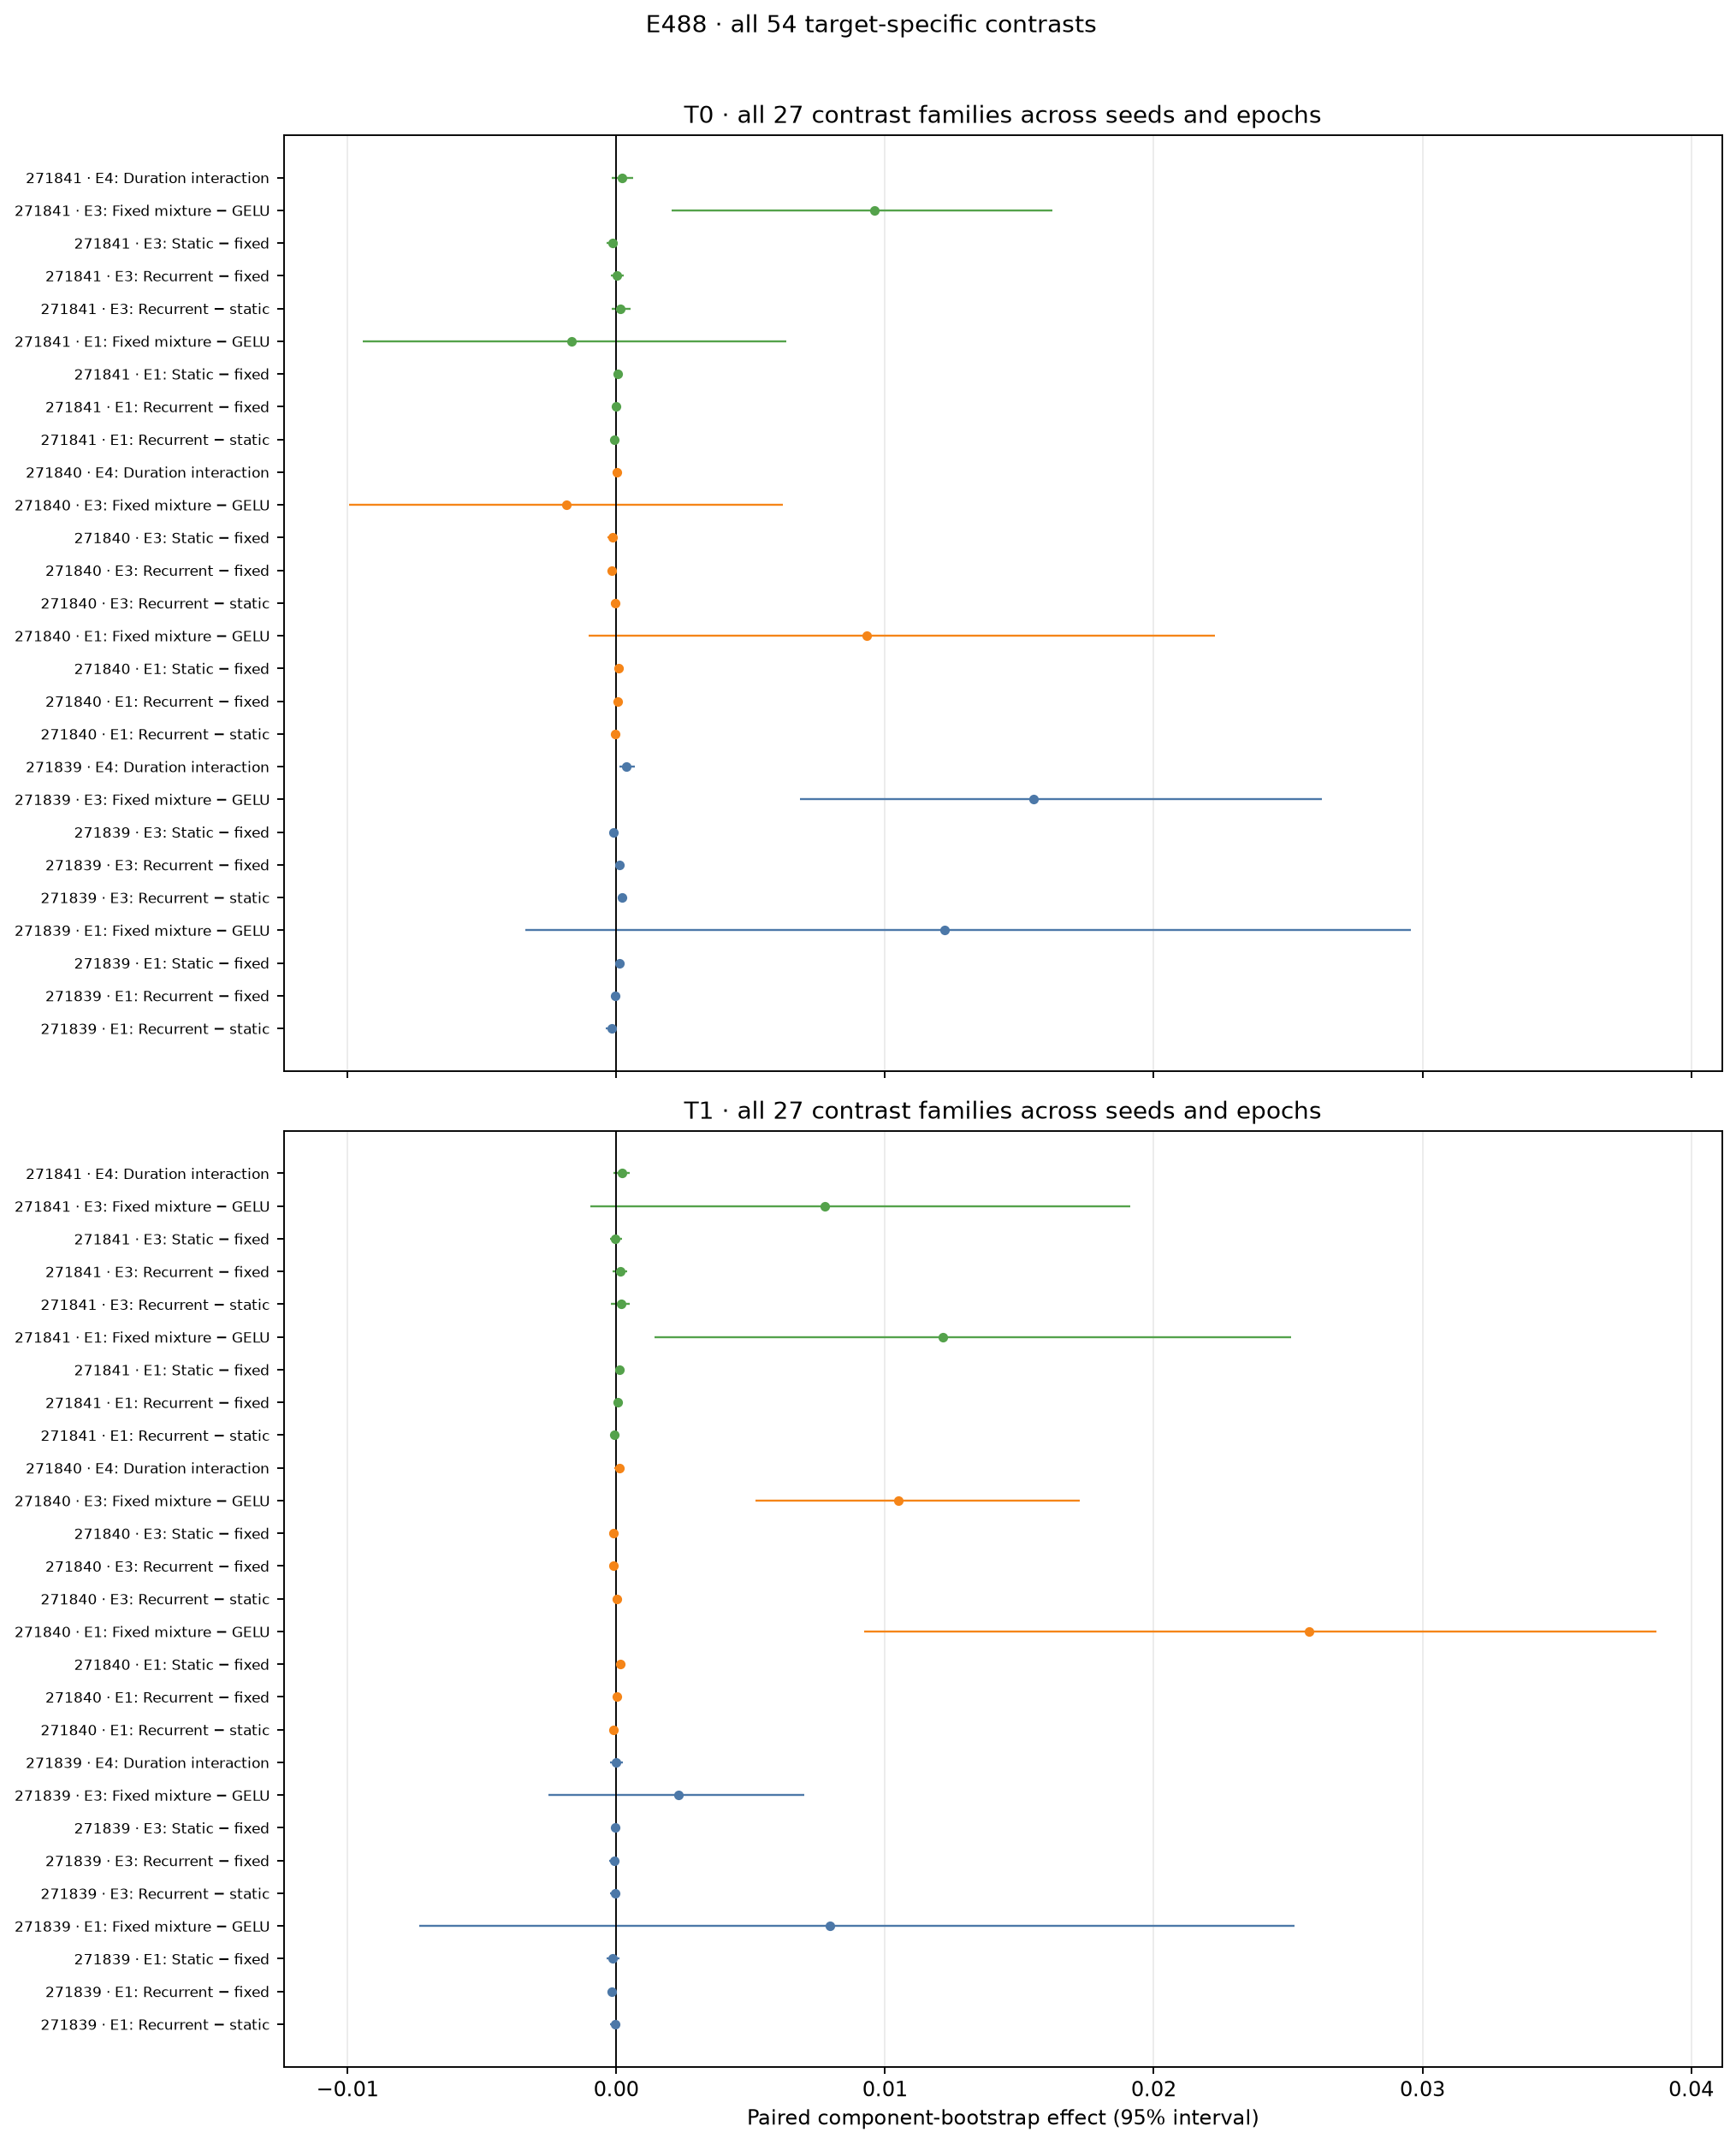 E488 · all 54 target-specific contrasts
T0 · all 27 contrast families across seeds and epochs
271841 · E4: Duration interaction
271841 · E3: Fixed mixture − GELU
271841 · E3: Static − fixed
271841 · E3: Recurrent − fixed
271841 · E3: Recurrent − static
271841 · E1: Fixed mixture − GELU
271841 · E1: Static − fixed
271841 · E1: Recurrent − fixed
271841 · E1: Recurrent − static
271840 · E4: Duration interaction
271840 · E3: Fixed mixture − GELU
271840 · E3: Static − fixed
271840 · E3: Recurrent − fixed
271840 · E3: Recurrent − static
271840 · E1: Fixed mixture − GELU
271840 · E1: Static − fixed
271840 · E1: Recurrent − fixed
271840 · E1: Recurrent − static
271839 · E4: Duration interaction
271839 · E3: Fixed mixture − GELU
271839 · E3: Static − fixed
271839 · E3: Recurrent − fixed
271839 · E3: Recurrent − static
271839 · E1: Fixed mixture − GELU
271839 · E1: Static − fixed
271839 · E1: Recurrent − fixed
271839 · E1: Recurrent − static
T1 · all 27 contrast families across seeds and epochs
271841 · E4: Duration interaction
271841 · E3: Fixed mixture − GELU
271841 · E3: Static − fixed
271841 · E3: Recurrent − fixed
271841 · E3: Recurrent − static
271841 · E1: Fixed mixture − GELU
271841 · E1: Static − fixed
271841 · E1: Recurrent − fixed
271841 · E1: Recurrent − static
271840 · E4: Duration interaction
271840 · E3: Fixed mixture − GELU
271840 · E3: Static − fixed
271840 · E3: Recurrent − fixed
271840 · E3: Recurrent − static
271840 · E1: Fixed mixture − GELU
271840 · E1: Static − fixed
271840 · E1: Recurrent − fixed
271840 · E1: Recurrent − static
271839 · E4: Duration interaction
271839 · E3: Fixed mixture − GELU
271839 · E3: Static − fixed
271839 · E3: Recurrent − fixed
271839 · E3: Recurrent − static
271839 · E1: Fixed mixture − GELU
271839 · E1: Static − fixed
271839 · E1: Recurrent − fixed
271839 · E1: Recurrent − static
−0.01 0.00 0.01 0.02 0.03 0.04
Paired component-bootstrap effect (95% interval)